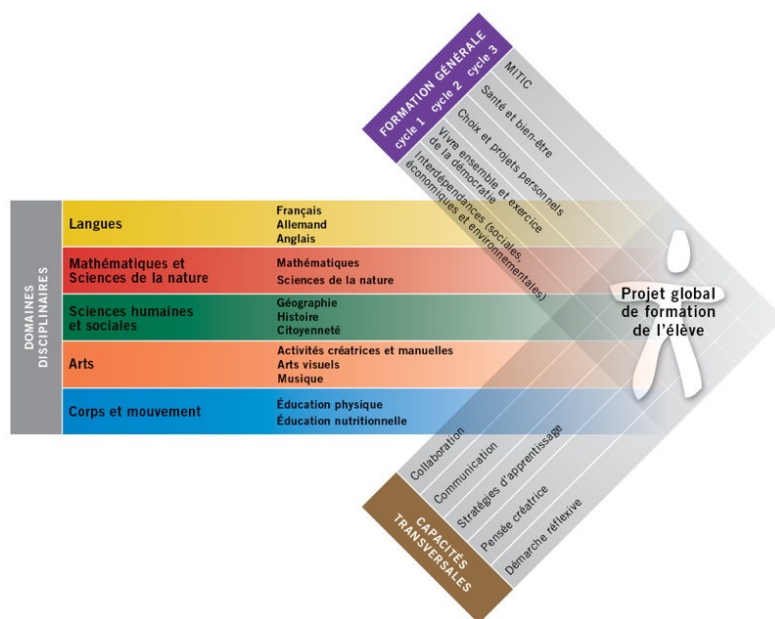 FORMATION GÉNÉRALE
cycle 1 cycle 2 cycle 3
MITIC
Santé et bien-être
Choix et projets personnels
Vivre ensemble et exercice
de la démocratie
Interdépendances (sociales,
économiques et environnementales)
DOMAINES
DISCIPLINAIRES
Langues
Français
Allemand
Anglais
Mathématiques et
Sciences de la nature
Mathématiques
Sciences de la nature
Sciences humaines
et sociales
Géographie
Histoire
Citoyenneté
Arts
Activités créatrices et manuelles
Arts visuels
Musique
Corps et mouvement
Éducation physique
Éducation nutritionnelle
Projet global
de formation
de l'élève
Collaboration
Communication
Stratégies d'apprentissage
Pensée créatrice
Démarche réflexive
CAPACITÉS
TRANSVERSALES